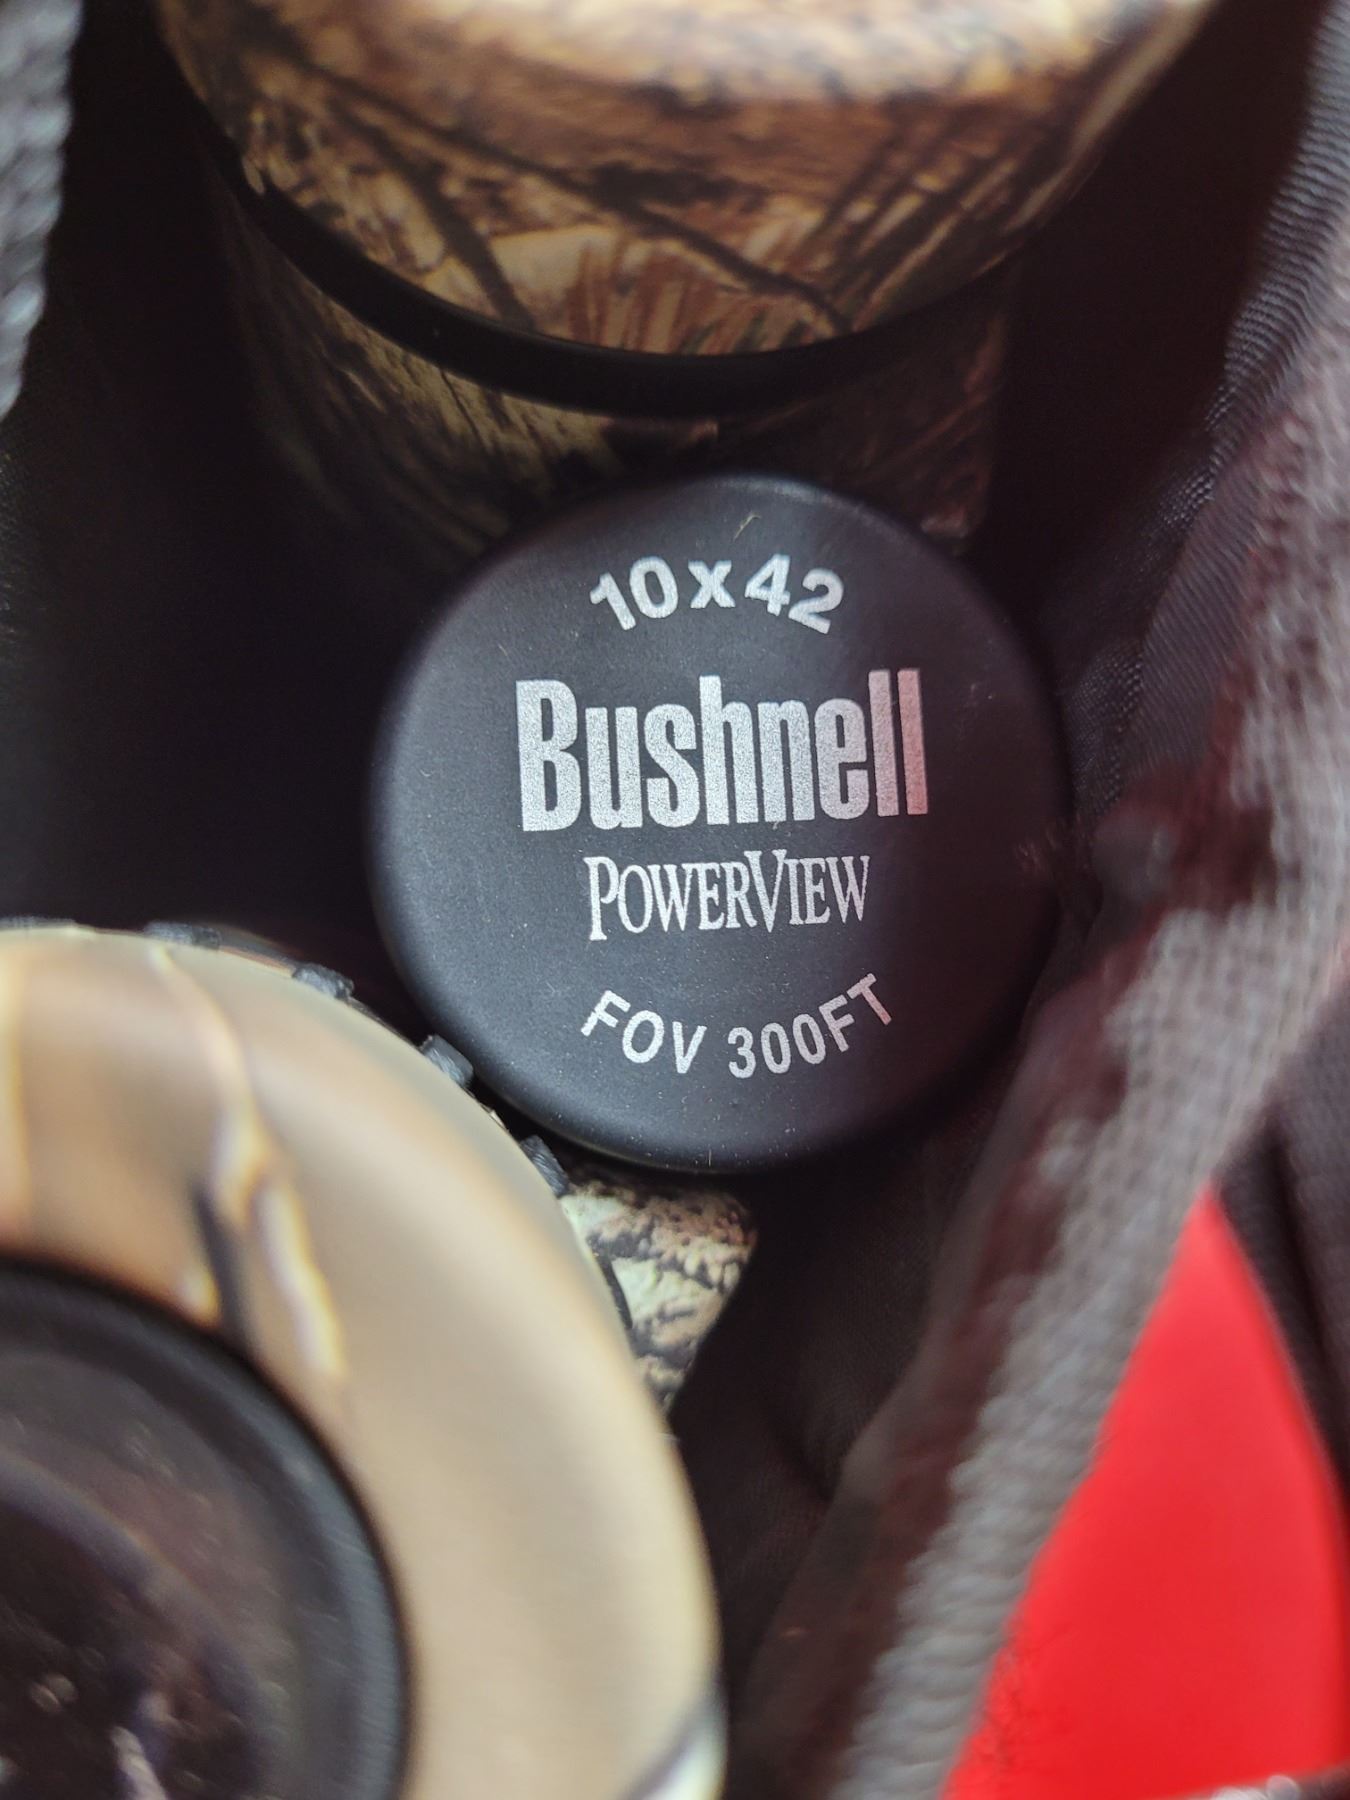 10x42
Bushnell
POWERVIEW
FOV 300FT